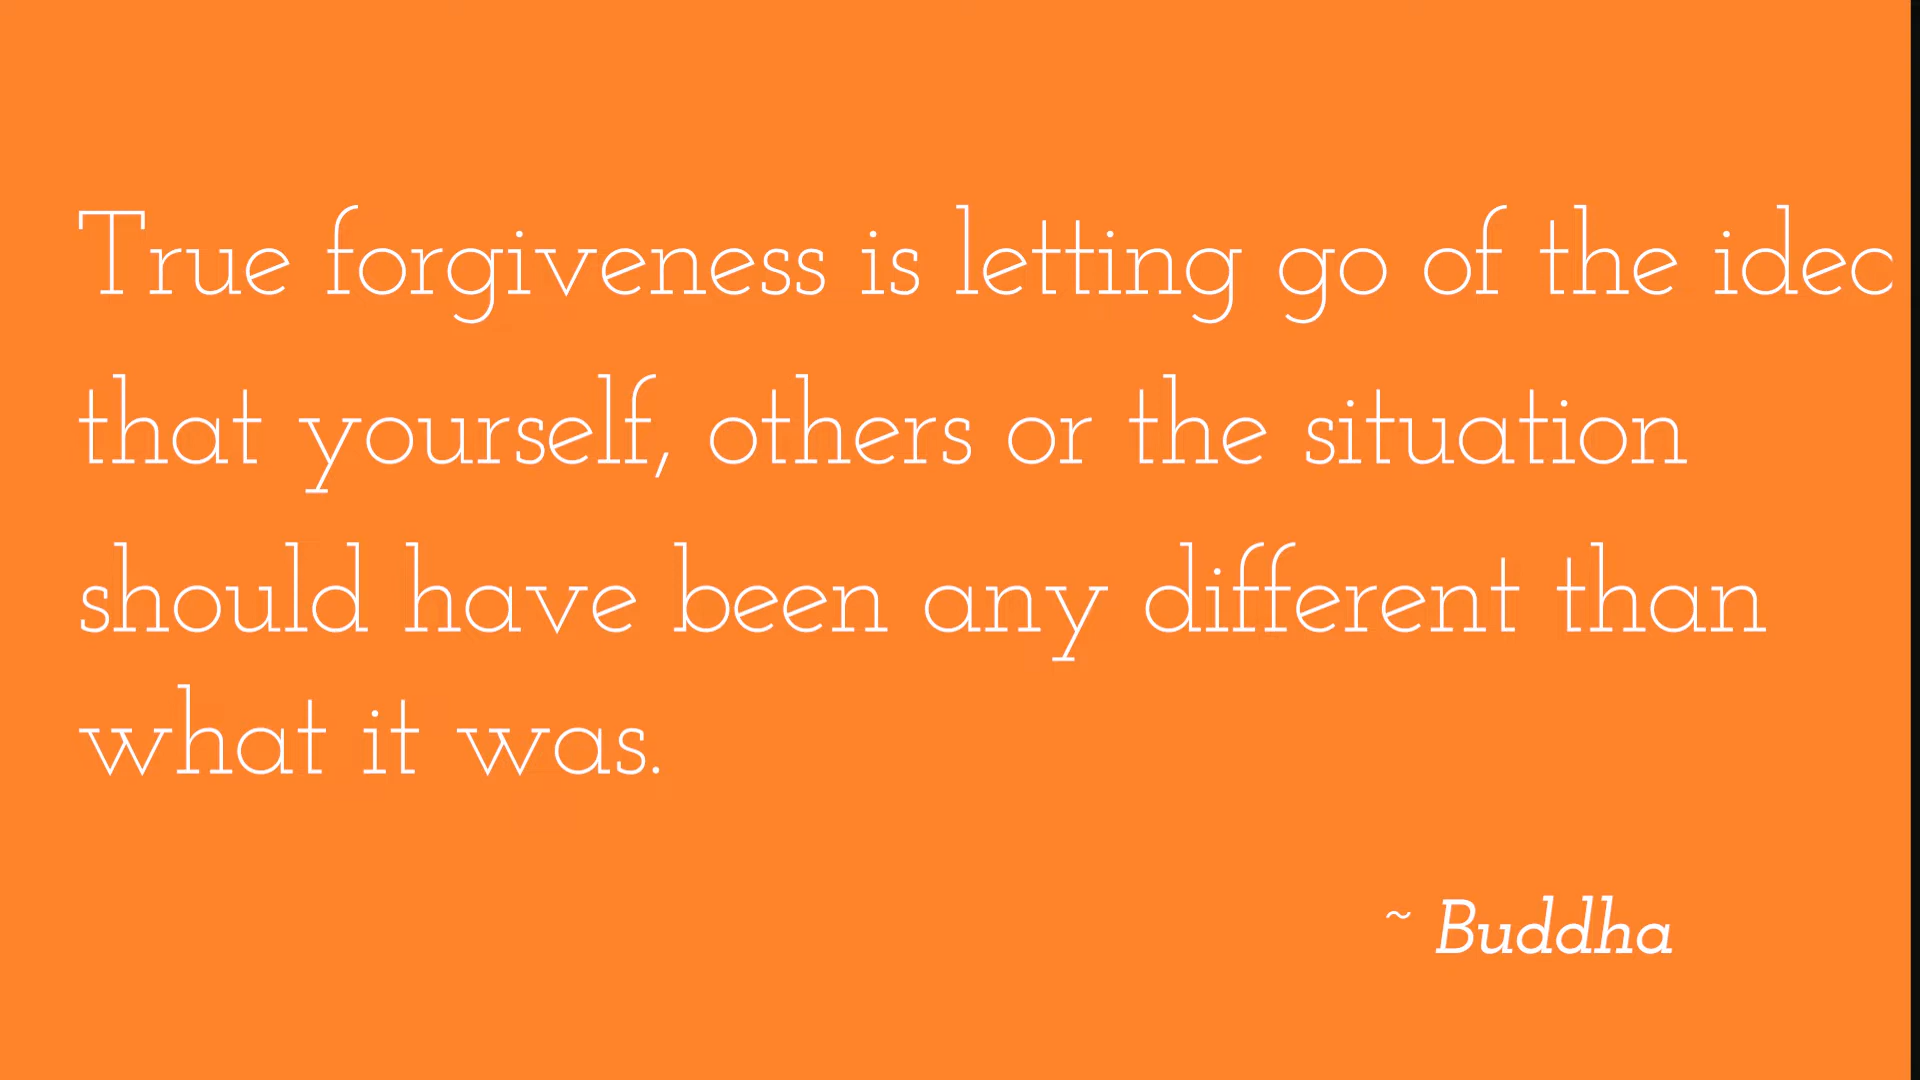 True forgiveness is letting go of the idea
that yourself, others or the situation
should have been any different than
what it was.
~ Buddha